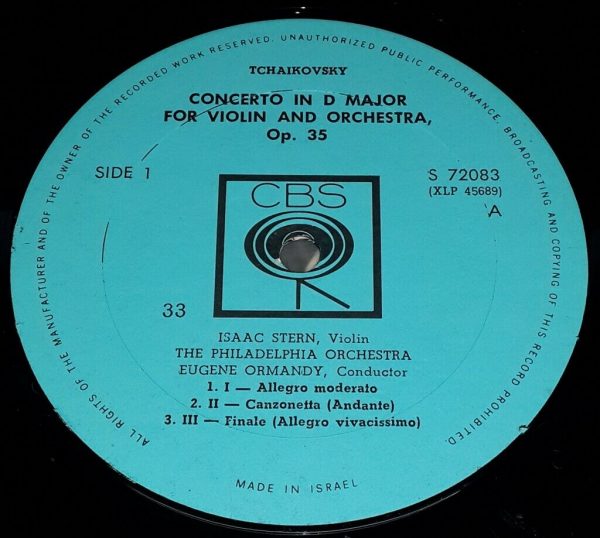 ALL RIGHTS OF THE MANUFACTURER AND OF THE OWNER OF THE RECORDED WORK RESERVED. UNAUTHORIZED PUBLIC PERFORMANCE, BROADCASTING AND COPYING OF THIS RECORD PROHIBITED.
TCHAIKOVSKY
CONCERTO IN D MAJOR
FOR VIOLIN AND ORCHESTRA,
Op. 35
SIDE 1
S 72083
(XLP 45689)
A
CBS
33
ISAAC STERN, Violin
THE PHILADELPHIA ORCHESTRA
EUGENE ORMANDY, Conductor
1. I — Allegro moderato
2. II — Canzonetta (Andante)
3. III — Finale (Allegro vivacissimo)
MADE IN ISRAEL